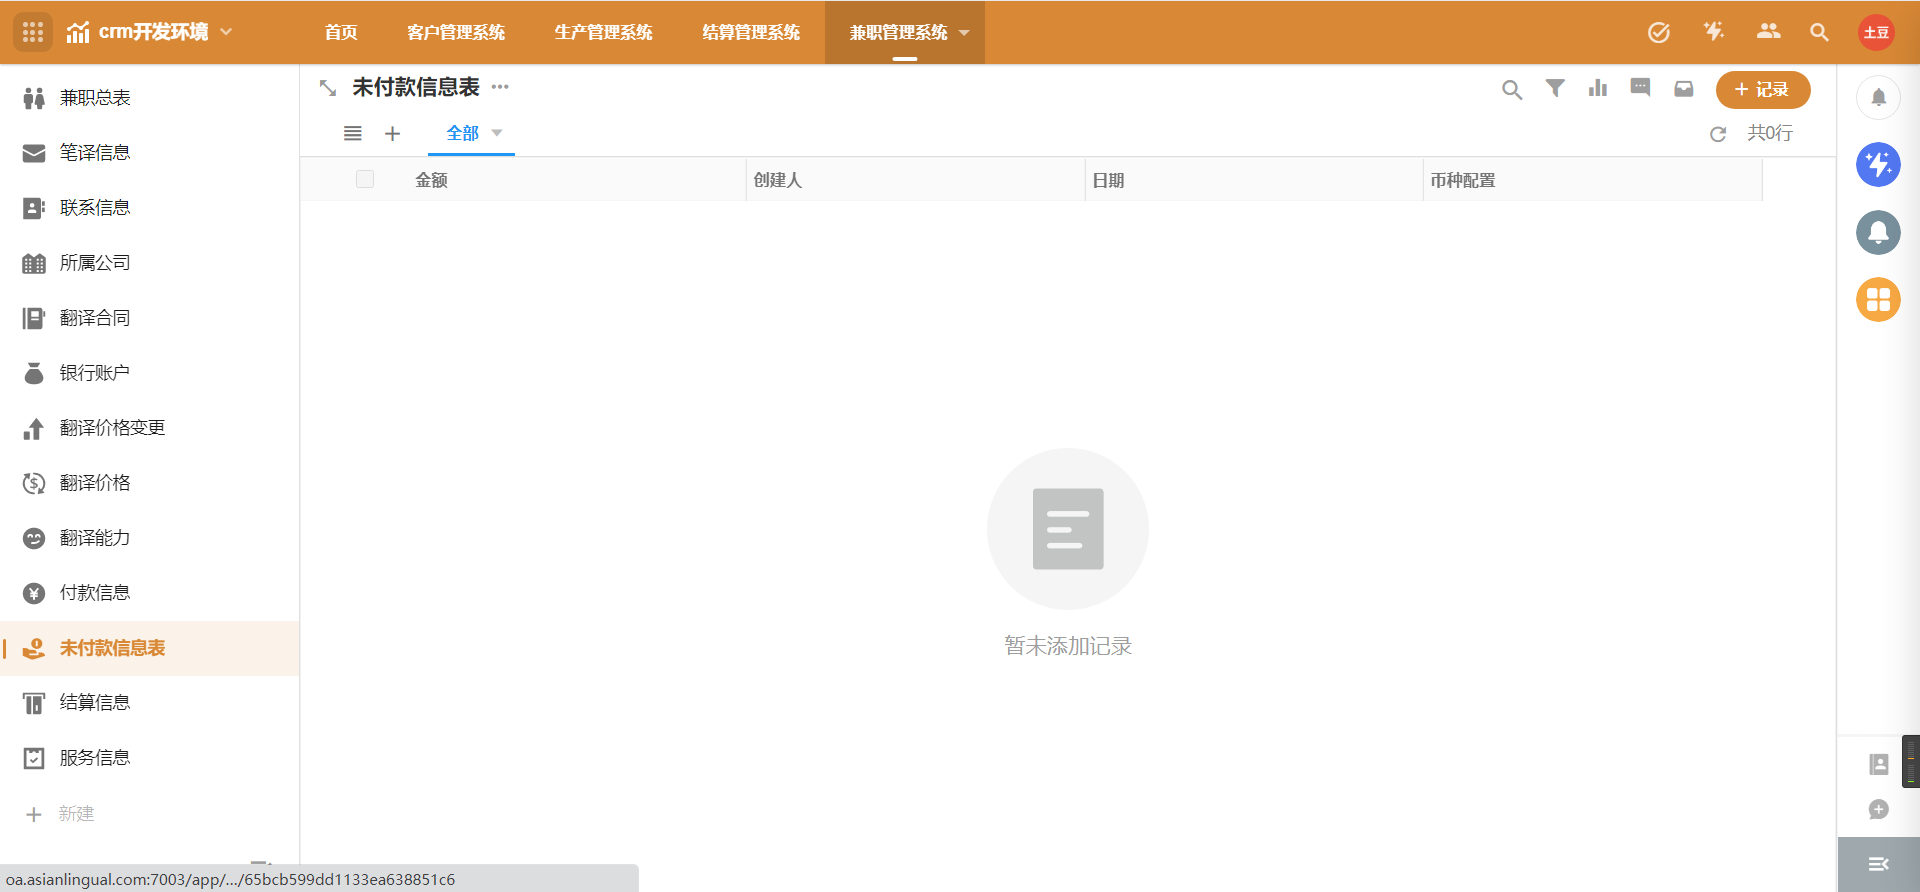 crm开发环境
首页
客户管理系统
生产管理系统
结算管理系统
兼职管理系统
土豆
兼职总表
笔译信息
联系信息
所属公司
翻译合同
银行账户
翻译价格变更
翻译价格
翻译能力
付款信息
未付款信息表
结算信息
服务信息
新建
未付款信息表
记录
全部
共0行
金额
创建人
日期
币种配置
暂未添加记录
oa.asianlingual.com:7003/app/.../65bcb599dd1133ea638851c6